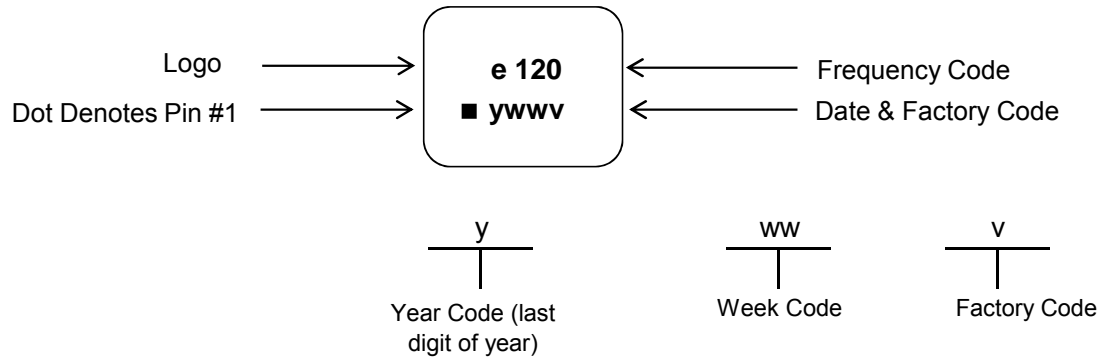 Logo
e 120
Frequency Code
Dot Denotes Pin #1
■ ywwv
Date & Factory Code
y
ww
v
Year Code (last
digit of year)
Week Code
Factory Code